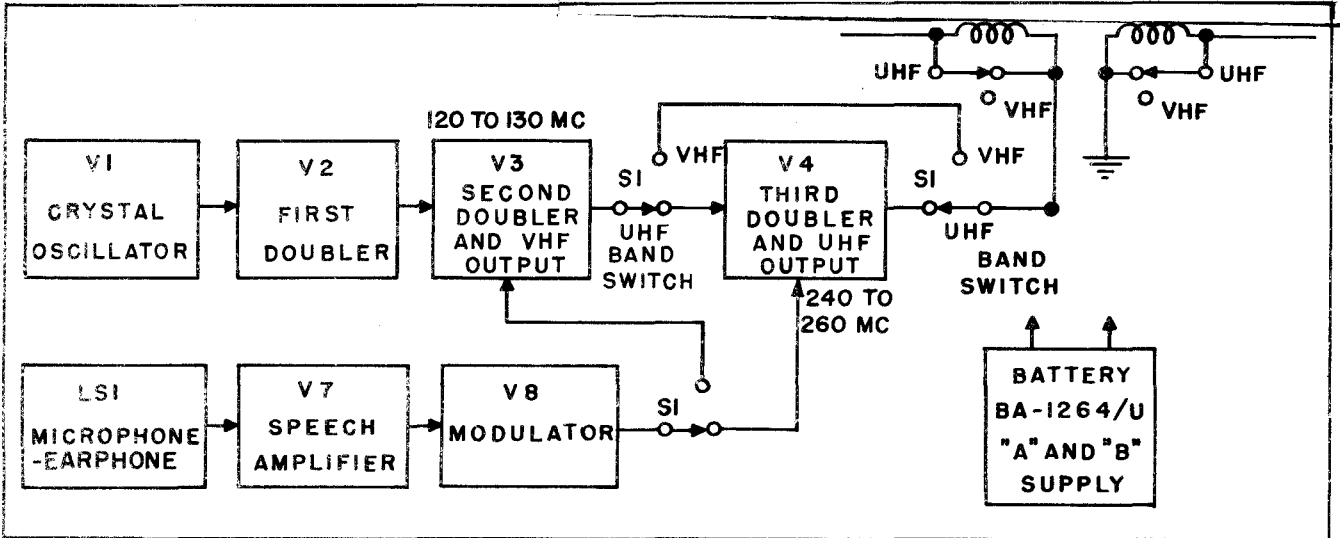 UHF
VHF
UHF
VHF
120 TO 130 MC
V1
CRYSTAL
OSCILLATOR
V2
FIRST
DOUBLER
V3
SECOND
DOUBLER
AND VHF
OUTPUT
VHF
S1
UHF
BAND
SWITCH
V4
THIRD
DOUBLER
AND UHF
OUTPUT
240 TO
260 MC
VHF
S1
UHF
BAND
SWITCH
LS1
MICROPHONE
-EARPHONE
V7
SPEECH
AMPLIFIER
V8
MODULATOR
S1
BATTERY
BA-1264/U
"A" AND "B"
SUPPLY